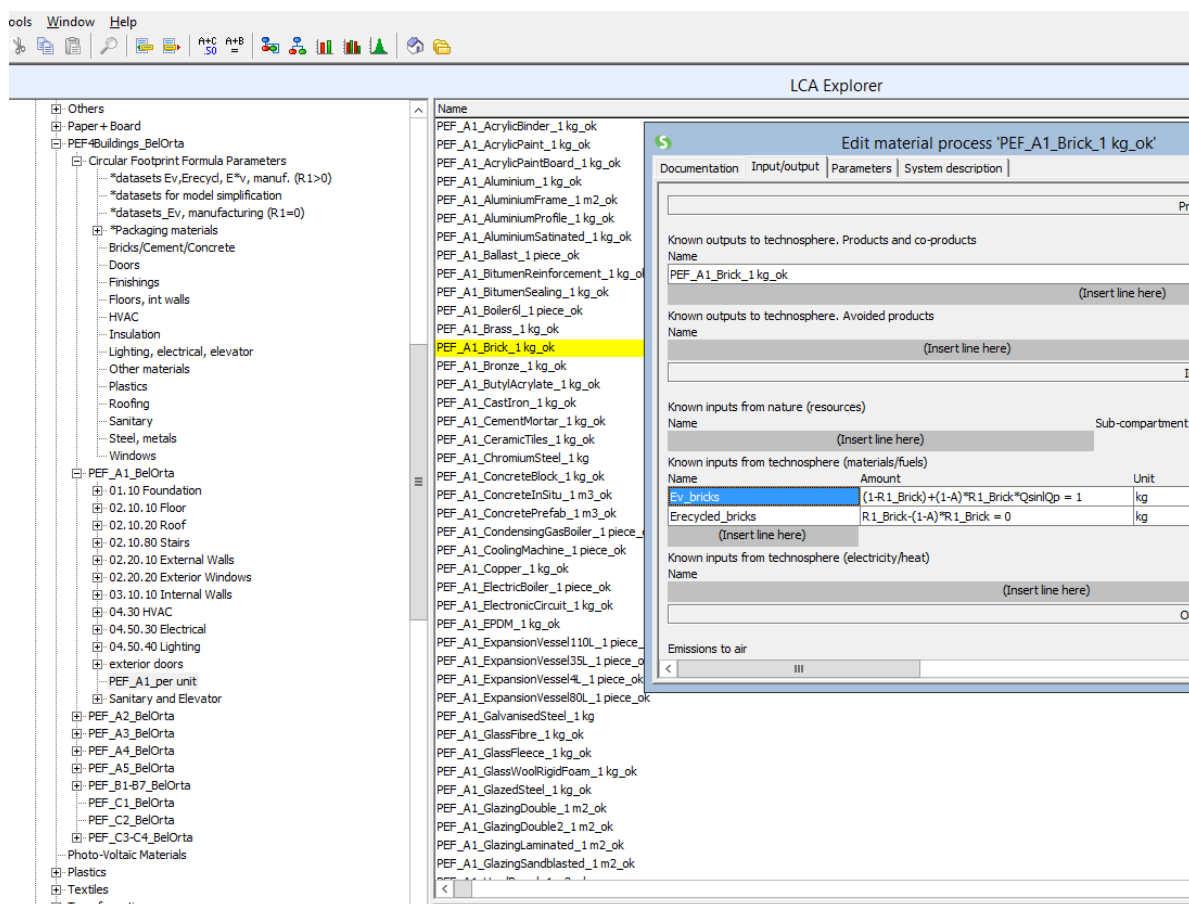 ools Window Help
LCA Explorer
Others
Paper + Board
PEF4Buildings_BelOrta
Circular Footprint Formula Parameters
*datasets Ev,Erecycl, E*v, manuf. (R1>0)
*datasets for model simplification
*datasets_Ev, manufacturing (R1=0)
*Packaging materials
Bricks/Cement/Concrete
Doors
Finishings
Floors, int walls
HVAC
Insulation
Lighting, electrical, elevator
Other materials
Plastics
Roofing
Sanitary
Steel, metals
Windows
PEF_A1_BelOrta
01.10 Foundation
02.10.10 Floor
02.10.20 Roof
02.10.80 Stairs
02.20.10 External Walls
02.20.20 Exterior Windows
03.10.10 Internal Walls
04.30 HVAC
04.50.30 Electrical
04.50.40 Lighting
exterior doors
PEF_A1_per unit
Sanitary and Elevator
PEF_A2_BelOrta
PEF_A3_BelOrta
PEF_A4_BelOrta
PEF_A5_BelOrta
PEF_B1-B7_BelOrta
PEF_C1_BelOrta
PEF_C2_BelOrta
PEF_C3-C4_BelOrta
Photo-Voltaïc Materials
Plastics
Textiles
Name
PEF_A1_AcrylicBinder_1 kg_ok
PEF_A1_AcrylicPaint_1 kg_ok
PEF_A1_AcrylicPaintBoard_1 kg_ok
PEF_A1_Aluminium_1 kg_ok
PEF_A1_AluminiumFrame_1 m2_ok
PEF_A1_AluminiumProfile_1 kg_ok
PEF_A1_AluminiumSatinated_1 kg_ok
PEF_A1_Ballast_1 piece_ok
PEF_A1_BitumenReinforcement_1 kg_ok
PEF_A1_BitumenSealing_1 kg_ok
PEF_A1_Boiler6l_1 piece_ok
PEF_A1_Brass_1 kg_ok
PEF_A1_Brick_1 kg_ok
PEF_A1_Bronze_1 kg_ok
PEF_A1_ButylAcrylate_1 kg_ok
PEF_A1_CastIron_1 kg_ok
PEF_A1_CementMortar_1 kg_ok
PEF_A1_CeramicTiles_1 kg_ok
PEF_A1_ChromiumSteel_1 kg
PEF_A1_ConcreteBlock_1 kg_ok
PEF_A1_ConcreteInSitu_1 m3_ok
PEF_A1_ConcretePrefab_1 m3_ok
PEF_A1_CondensingGasBoiler_1 piece_
PEF_A1_CoolingMachine_1 piece_ok
PEF_A1_Copper_1 kg_ok
PEF_A1_ElectricBoiler_1 piece_ok
PEF_A1_ElectronicCircuit_1 kg_ok
PEF_A1_EPDM_1 kg_ok
PEF_A1_ExpansionVessel110L_1 piece_
PEF_A1_ExpansionVessel35L_1 piece_o
PEF_A1_ExpansionVessel4L_1 piece_ok
PEF_A1_ExpansionVessel80L_1 piece_ok
PEF_A1_GalvanisedSteel_1 kg
PEF_A1_GlassFibre_1 kg_ok
PEF_A1_GlassFleece_1 kg_ok
PEF_A1_GlassWoolRigidFoam_1 kg_ok
PEF_A1_GlazedSteel_1 kg_ok
PEF_A1_GlazingDouble_1 m2_ok
PEF_A1_GlazingDouble2_1 m2_ok
PEF_A1_GlazingLaminated_1 m2_ok
PEF_A1_GlazingSandblasted_1 m2_ok
Edit material process 'PEF_A1_Brick_1 kg_ok'
Documentation Input/output Parameters System description
Pr
Known outputs to technosphere. Products and co-products
Name
PEF_A1_Brick_1 kg_ok
(Insert line here)
Known outputs to technosphere. Avoided products
Name
(Insert line here)
I
Known inputs from nature (resources)
Name Sub-compartment
(Insert line here)
Known inputs from technosphere (materials/fuels)
Name Amount Unit
Ev_bricks (1-R1_Brick)+(1-A)*R1_Brick*QsinlQp = 1 kg
Erecycled_bricks R1_Brick-(1-A)*R1_Brick = 0 kg
(Insert line here)
Known inputs from technosphere (electricity/heat)
Name
(Insert line here)
O
Emissions to air